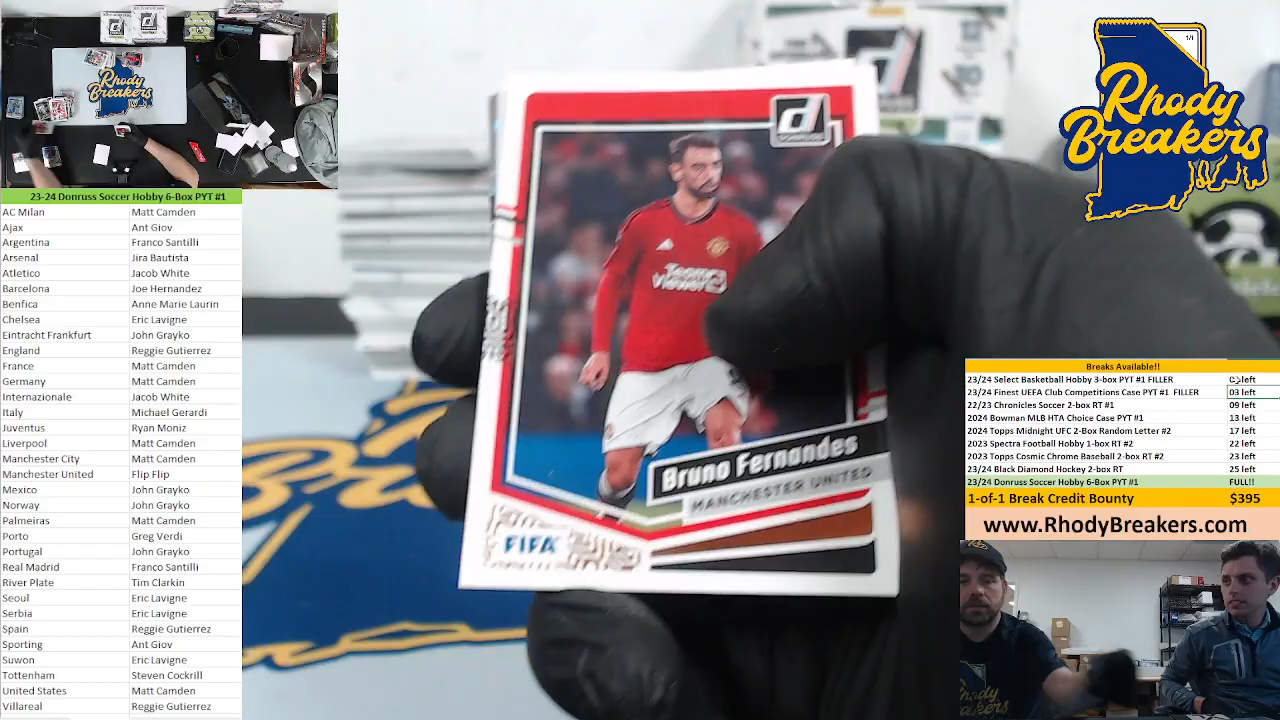 23-24 Donruss Soccer Hobby 6-Box PYT #1
AC Milan Matt Camden
Ajax Ant Giov
Argentina Franco Santilli
Arsenal Jira Bautista
Atletico Jacob White
Barcelona Joe Hernandez
Benfica Anne Marie Laurin
Chelsea Eric Lavigne
Eintracht Frankfurt John Grayko
England Reggie Gutierrez
France Matt Camden
Germany Matt Camden
Internazionale Jacob White
Italy Michael Gerardi
Juventus Ryan Moniz
Liverpool Matt Camden
Manchester City Matt Camden
Manchester United Flip Flip
Mexico John Grayko
Norway John Grayko
Palmeiras Matt Camden
Porto Greg Verdi
Portugal John Grayko
Real Madrid Franco Santilli
River Plate Tim Clarkin
Seoul Eric Lavigne
Serbia Eric Lavigne
Spain Reggie Gutierrez
Sporting Ant Giov
Suwon Eric Lavigne
Tottenham Steven Cockrill
United States Matt Camden
Villareal Reggie Gutierrez
Rhody
Breakers
d
TeamViewer
Bruno Fernandes
MANCHESTER UNITED
FIFA
1/1
Rhody
Breakers
Breaks Available!!
23/24 Select Basketball Hobby 3-box PYT #1 FILLER left
23/24 Finest UEFA Club Competitions Case PYT #1 FILLER 03 left
22/23 Chronicles Soccer 2-box RT #1 09 left
2024 Bowman MLB HTA Choice Case PYT #1 13 left
2024 Topps Midnight UFC 2-Box Random Letter #2 17 left
2023 Spectra Football Hobby 1-box RT #2 22 left
2023 Topps Cosmic Chrome Baseball 2-box RT #2 23 left
23/24 Black Diamond Hockey 2-box RT 25 left
23/24 Donruss Soccer Hobby 6-Box PYT #1 FULL!!
1-of-1 Break Credit Bounty $395
www.RhodyBreakers.com
Rhody
Breakers